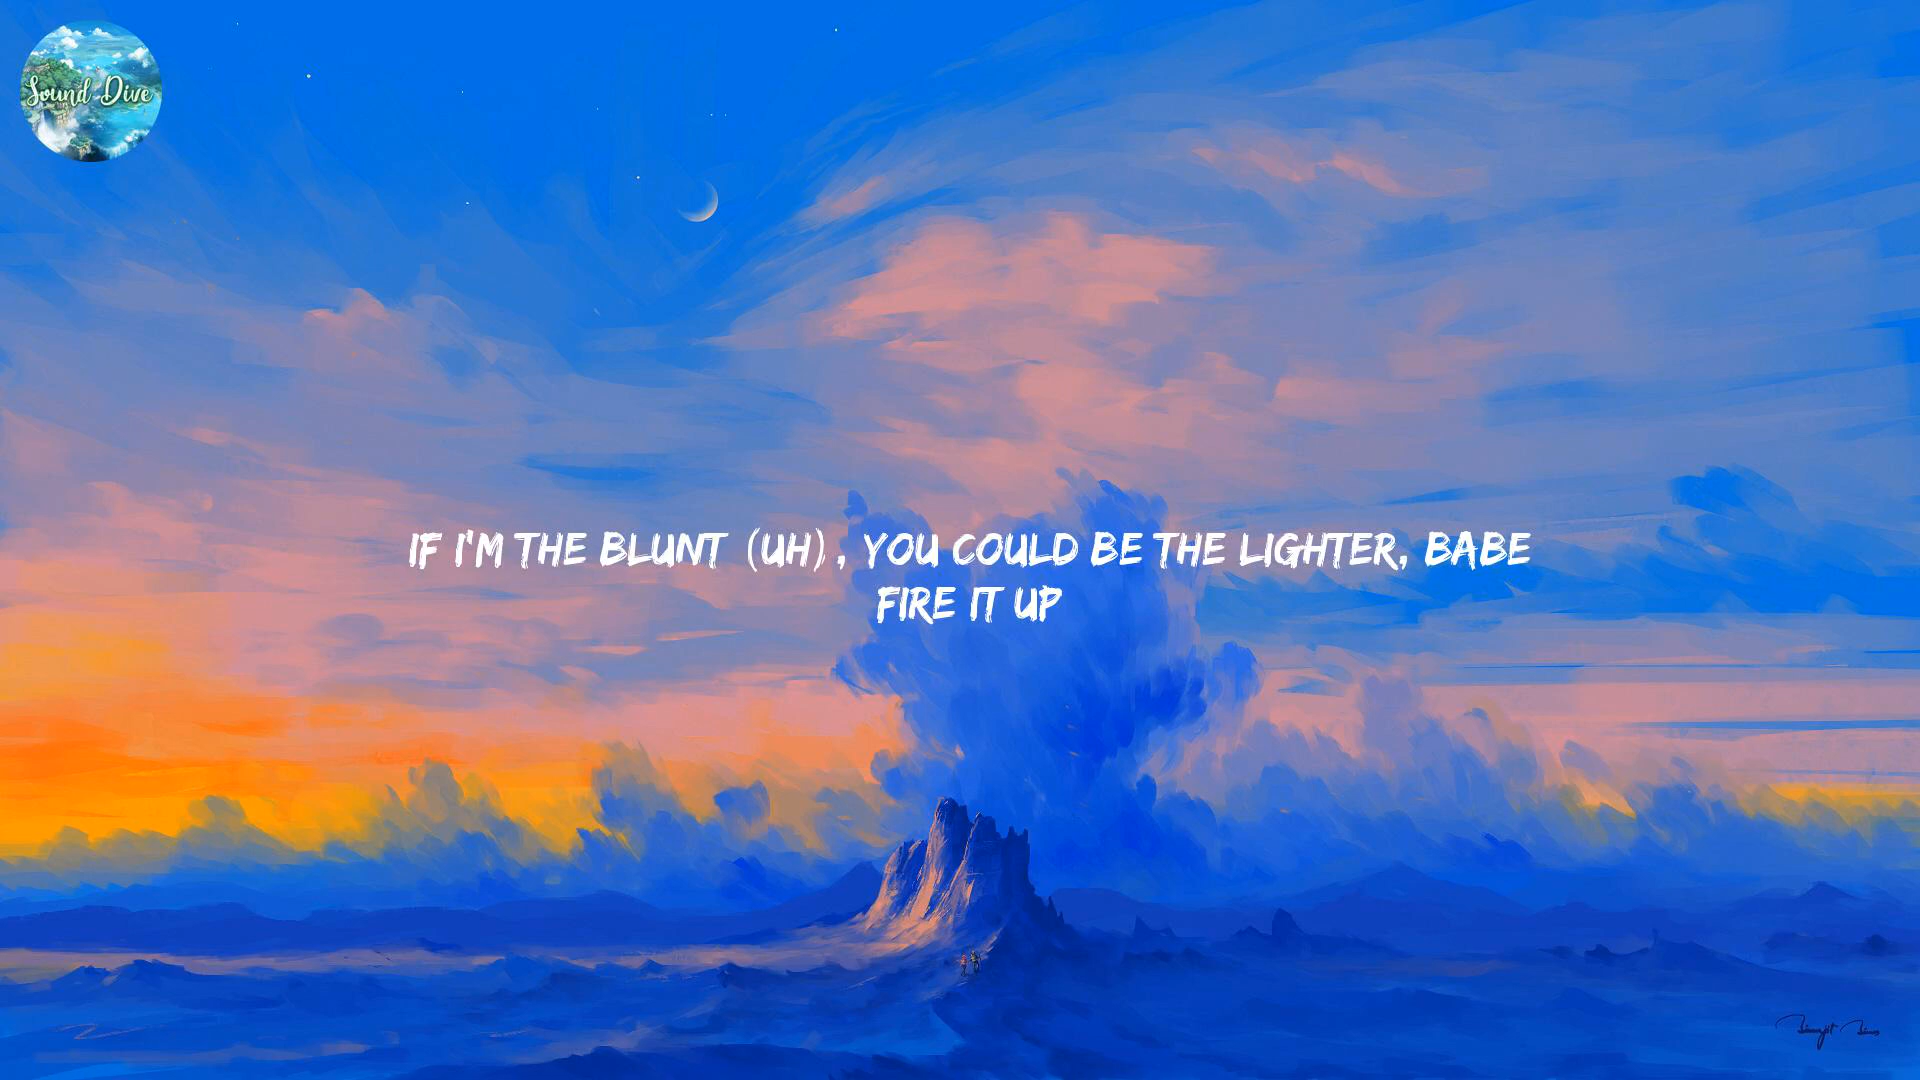 Sound Dive
IF I'M THE BLUNT (UH), YOU COULD BE THE LIGHTER, BABE
FIRE IT UP